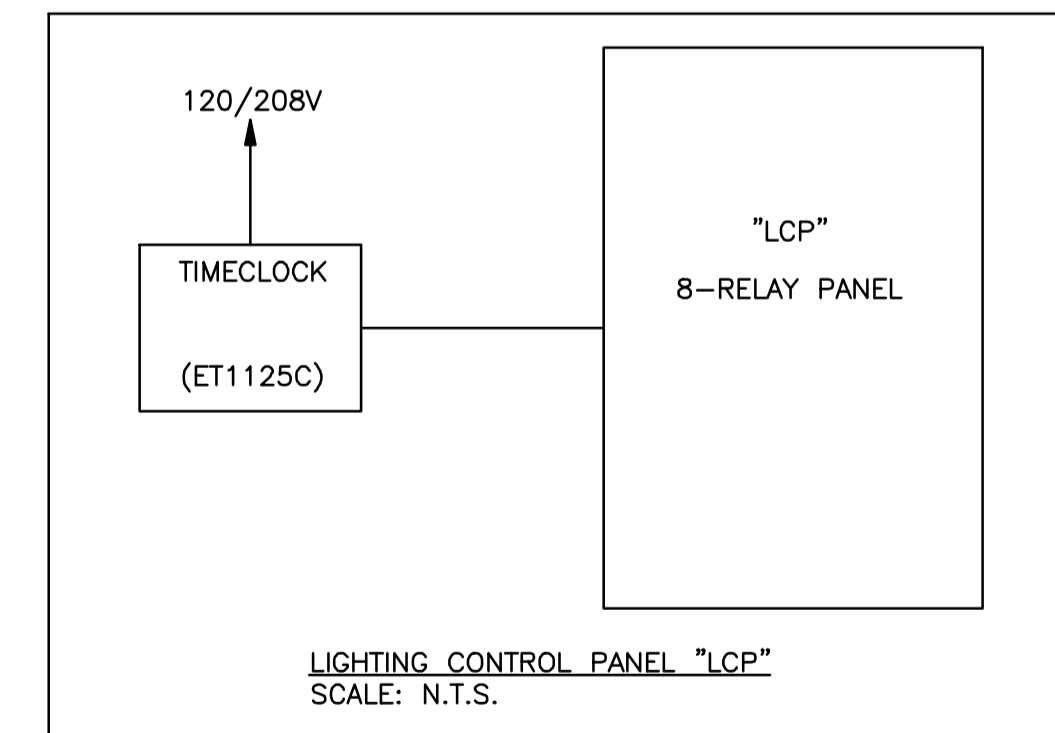 120/208V
TIMECLOCK
(ET1125C)
"LCP"
8-RELAY PANEL
LIGHTING CONTROL PANEL "LCP"
SCALE: N.T.S.